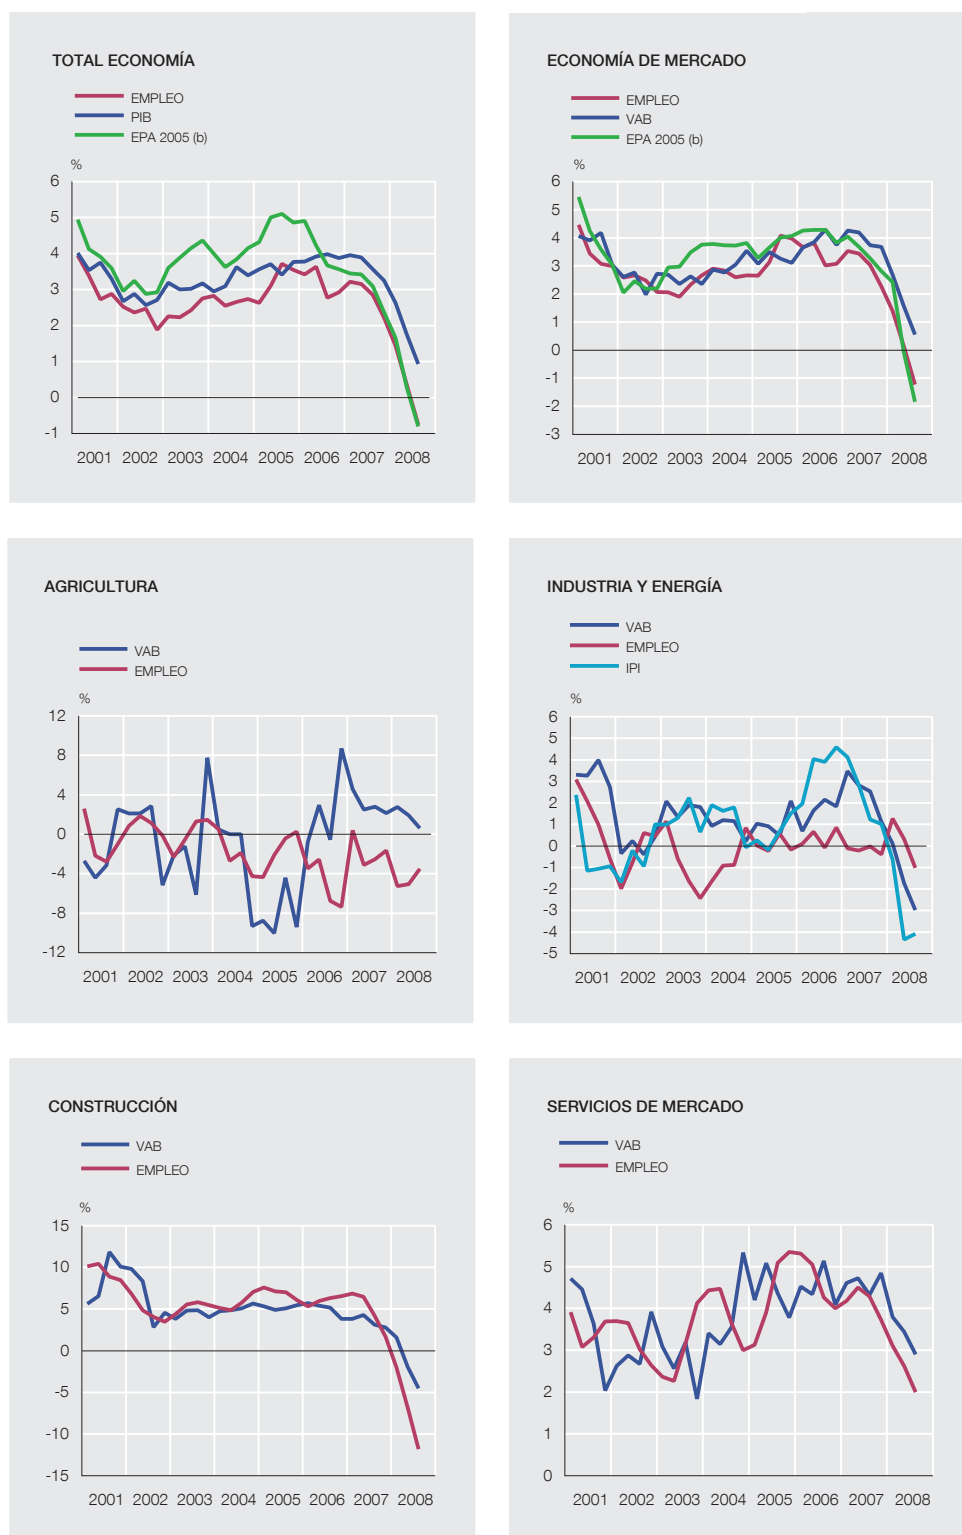 TOTAL ECONOMÍA
EMPLEO
PIB
EPA 2005 (b)
%
6
5
4
3
2
1
0
-1
2001 2002 2003 2004 2005 2006 2007 2008
ECONOMÍA DE MERCADO
EMPLEO
VAB
EPA 2005 (b)
%
6
5
4
3
2
1
0
-1
-2
-3
2001 2002 2003 2004 2005 2006 2007 2008
AGRICULTURA
VAB
EMPLEO
%
12
8
4
0
-4
-8
-12
2001 2002 2003 2004 2005 2006 2007 2008
INDUSTRIA Y ENERGÍA
VAB
EMPLEO
IPI
%
6
5
4
3
2
1
0
-1
-2
-3
-4
-5
2001 2002 2003 2004 2005 2006 2007 2008
CONSTRUCCIÓN
VAB
EMPLEO
%
15
10
5
0
-5
-10
-15
2001 2002 2003 2004 2005 2006 2007 2008
SERVICIOS DE MERCADO
VAB
EMPLEO
%
6
5
4
3
2
1
0
2001 2002 2003 2004 2005 2006 2007 2008